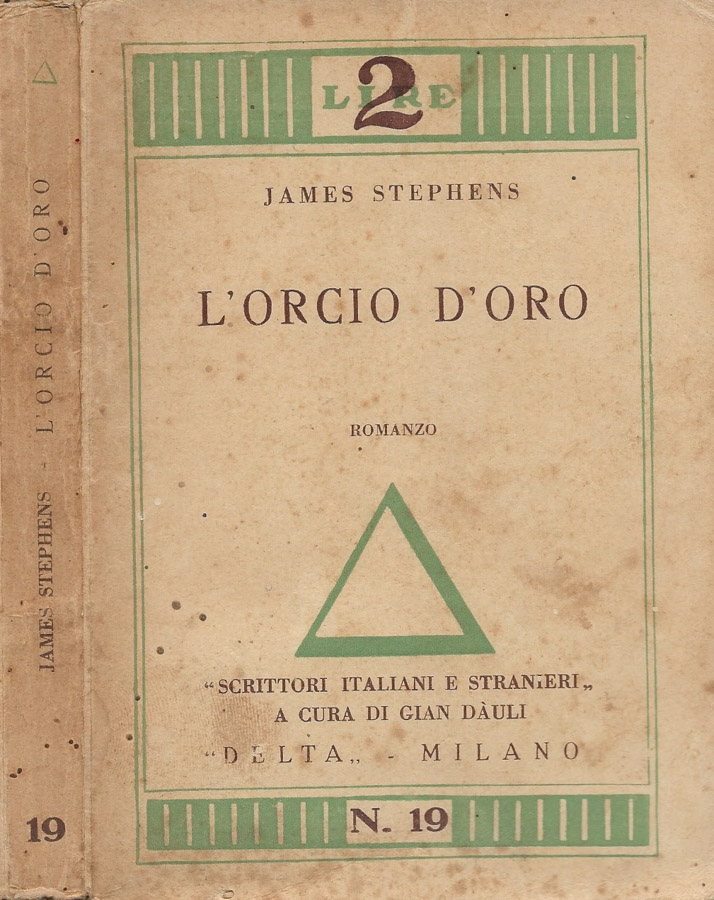 2
LIRE
JAMES STEPHENS
L'ORCIO D'ORO
ROMANZO
"SCRITTORI ITALIANI E STRANIERI„
A CURA DI GIAN DÀULI
"DELTA„ - MILANO
N. 19
JAMES STEPHENS - L'ORCIO D'ORO
19